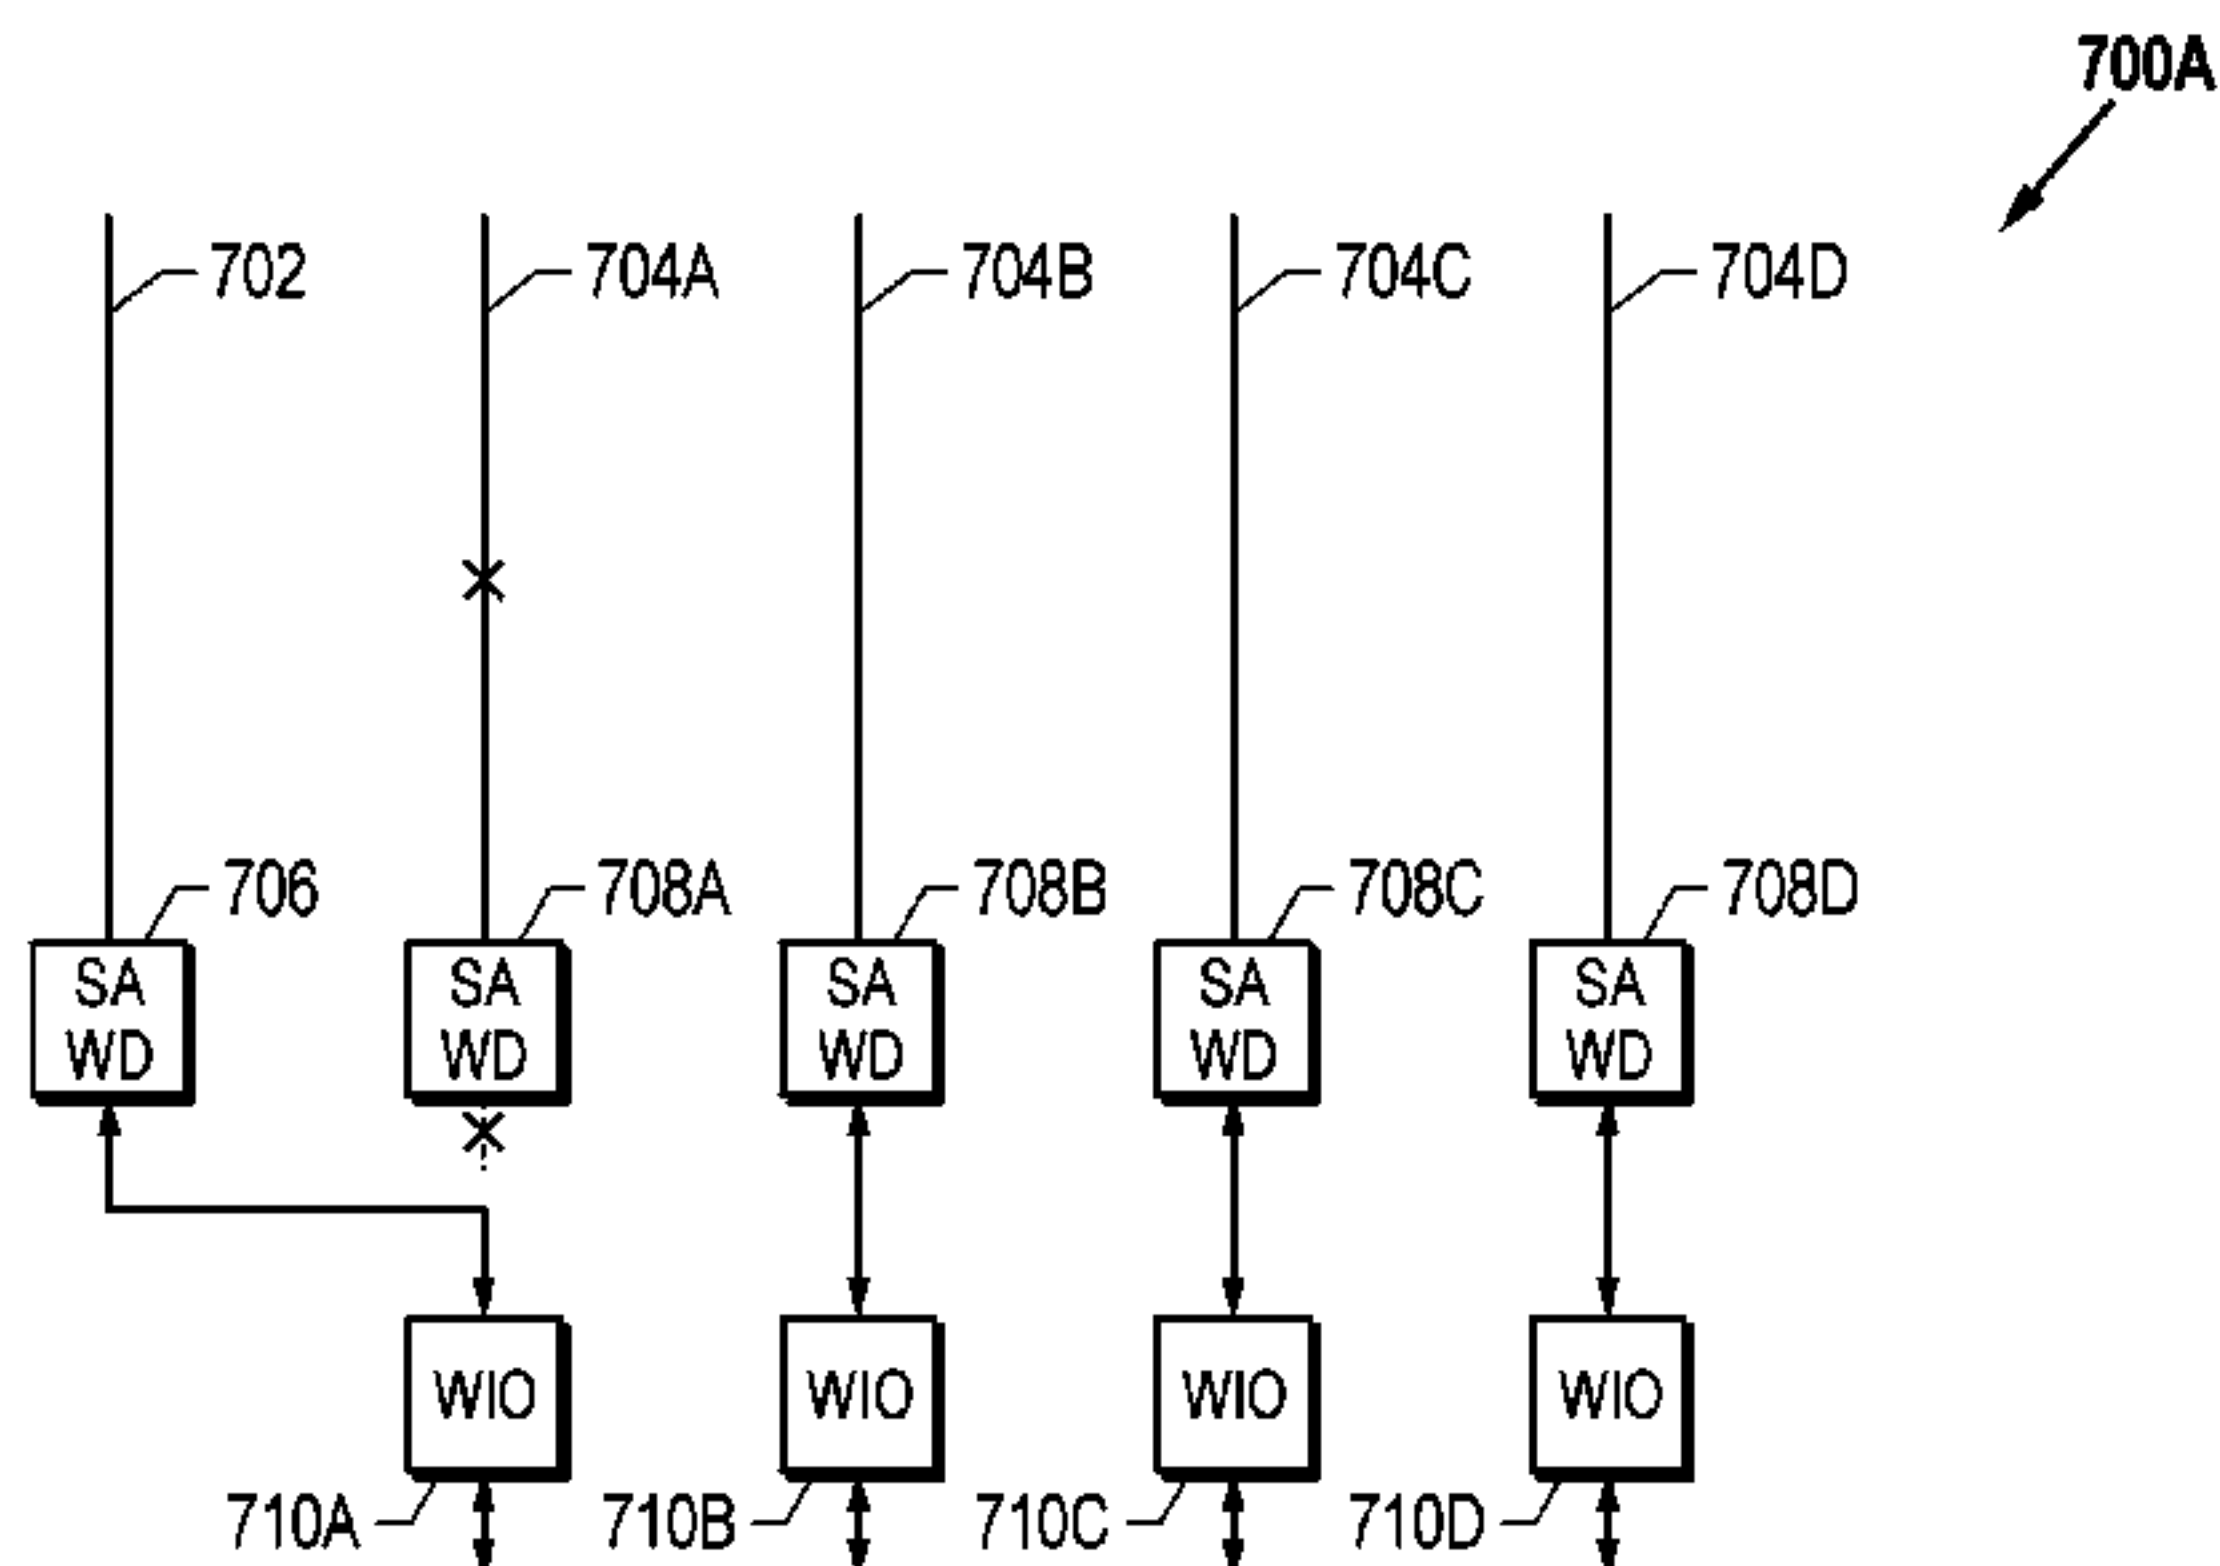 700A
702 704A 704B 704C 704D
706 708A 708B 708C 708D
SA SA SA SA SA
WD WD WD WD WD
WIO WIO WIO WIO
710A 710B 710C 710D